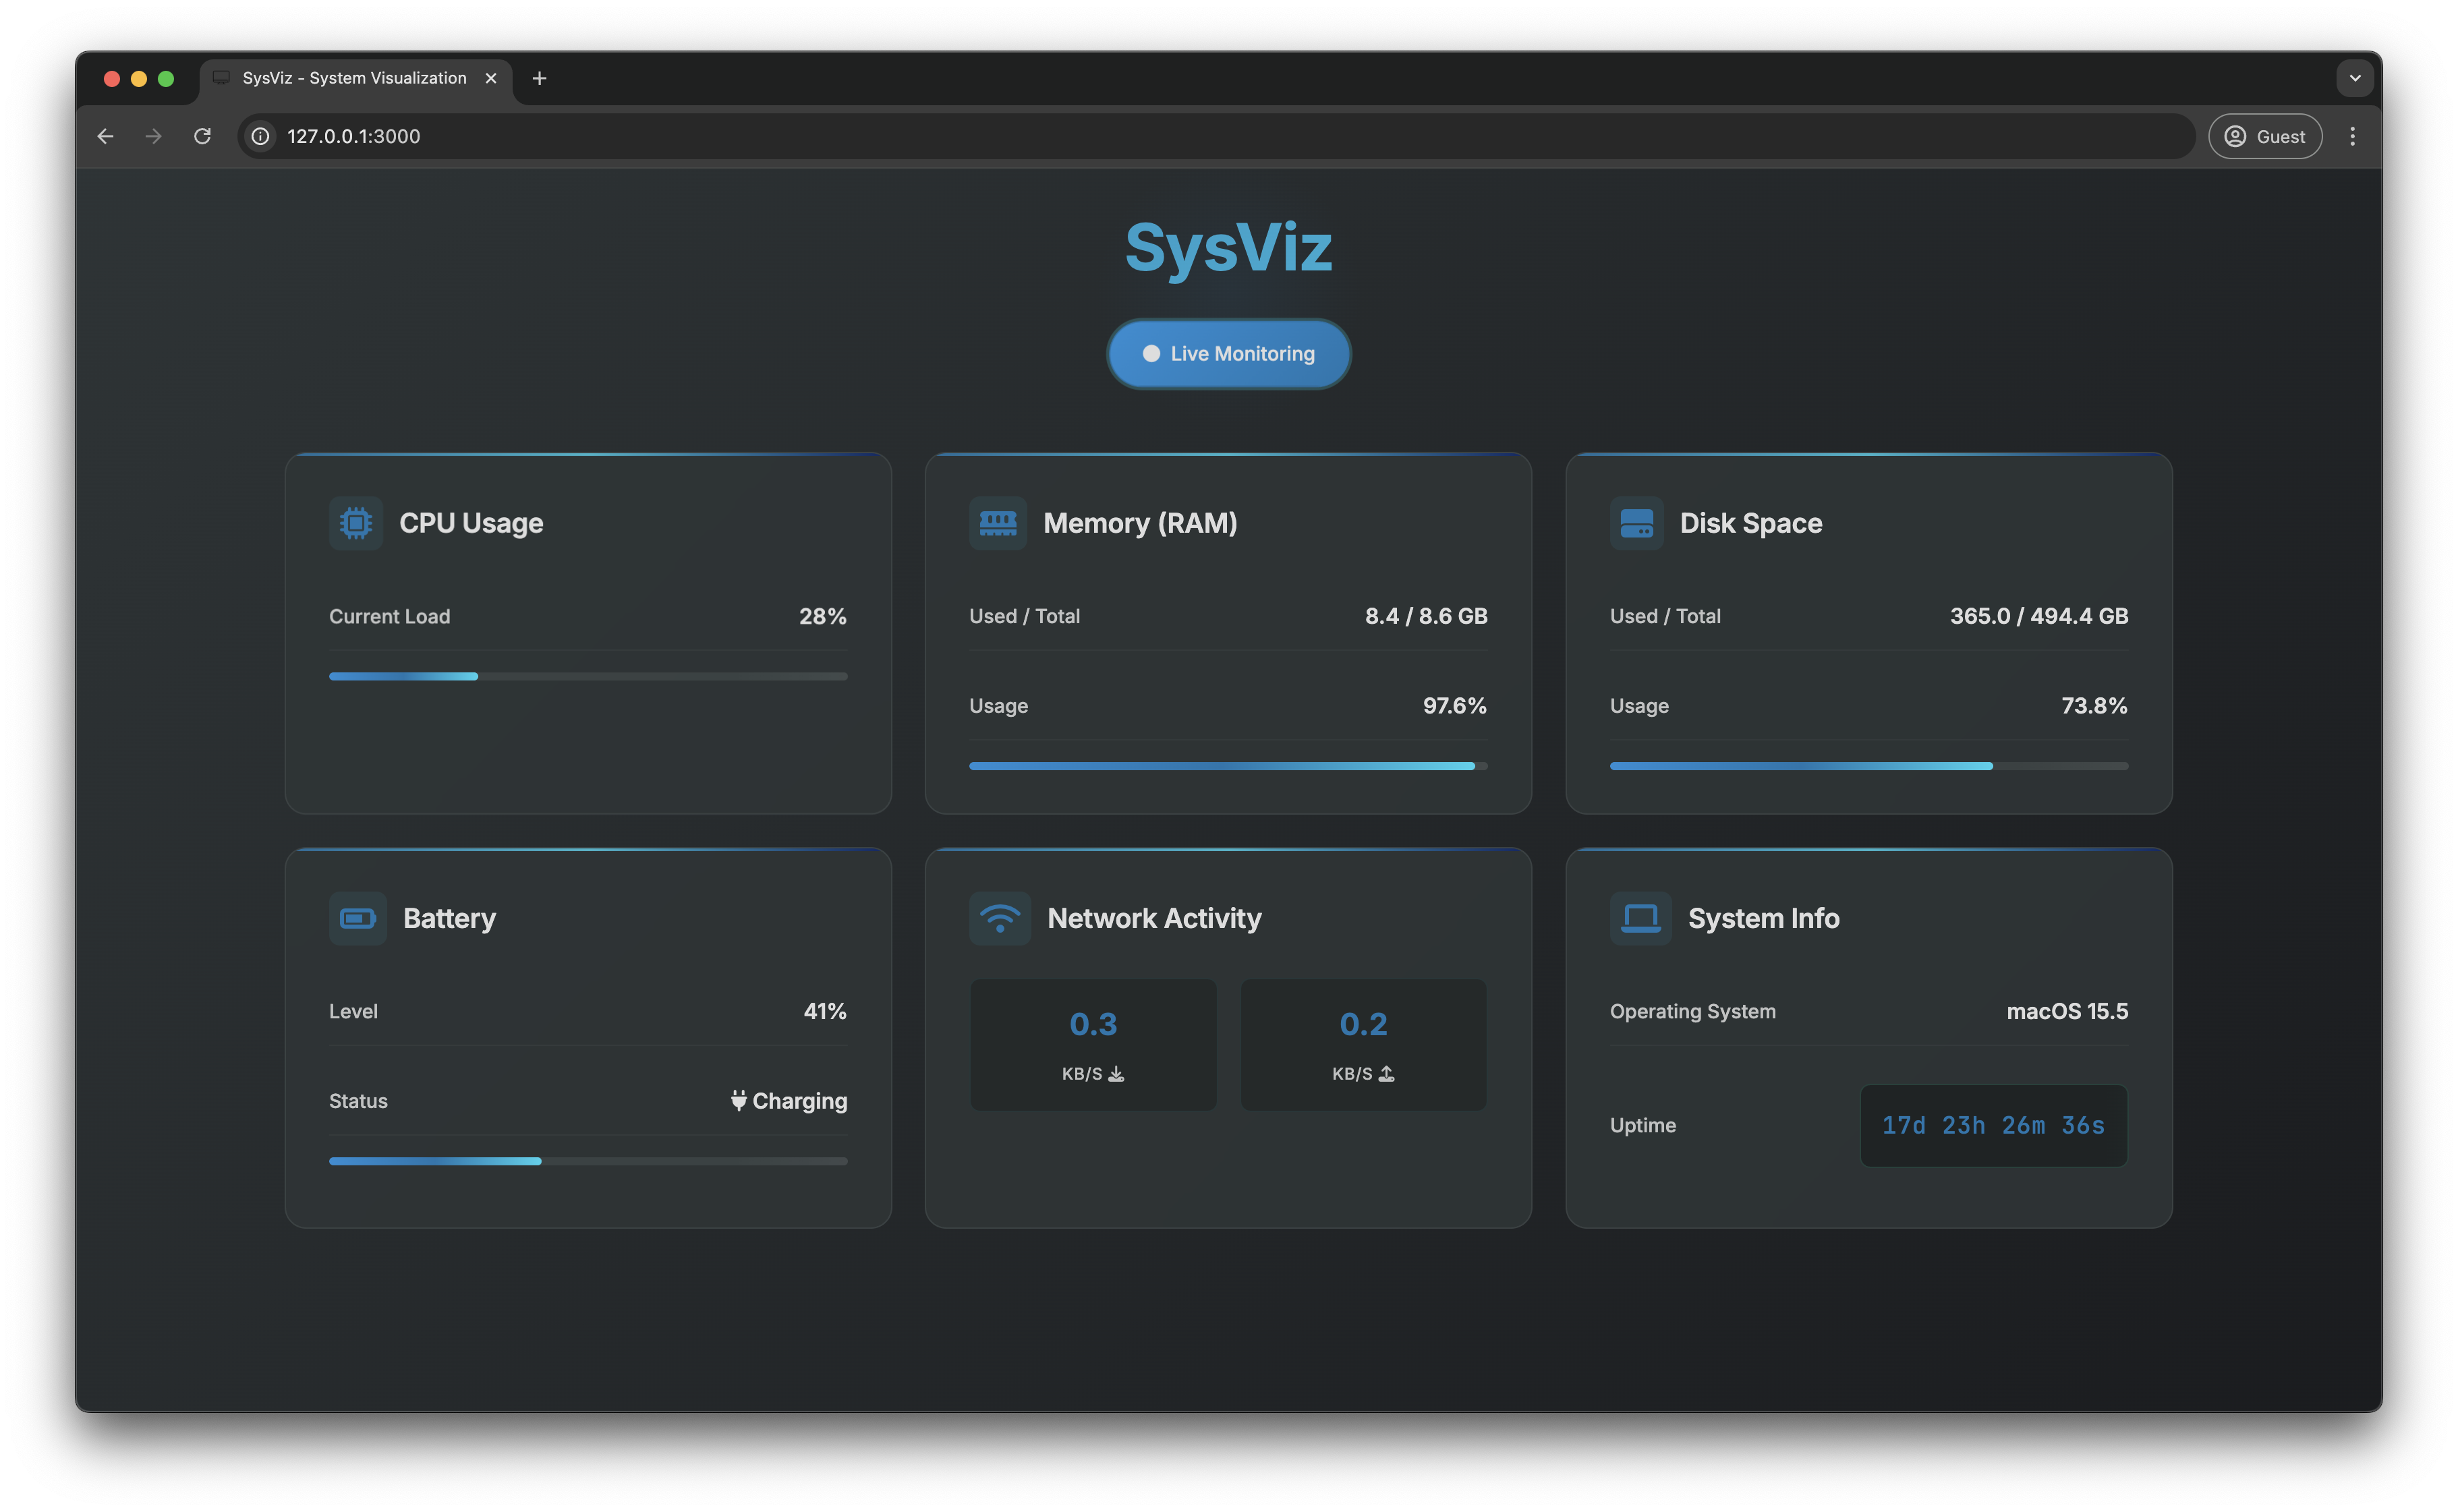 SysViz - System Visualization
127.0.0.1:3000
Guest
SysViz
Live Monitoring
CPU Usage
Current Load 28%
Memory (RAM)
Used / Total 8.4 / 8.6 GB
Usage 97.6%
Disk Space
Used / Total 365.0 / 494.4 GB
Usage 73.8%
Battery
Level 41%
Status Charging
Network Activity
0.3
KB/S
0.2
KB/S
System Info
Operating System macOS 15.5
Uptime 17d 23h 26m 36s